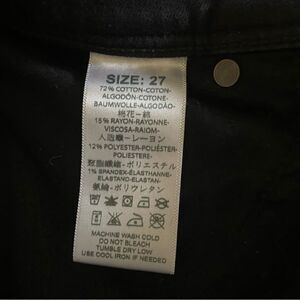 SIZE: 27
72% COTTON-COTON-
ALGODÓN-COTONE-
BAUMWOLLE-ALGODÃO-
棉花-綿
15% RAYON-RAYONNE-
VISCOSA-RAIOM-
人造纖-レーヨン
12% POLYESTER-POLIÉSTER-
POLIESTERE-
聚酯纖維-ポリエステル
1% SPANDEX-ÉLASTHANNE-
ELASTANO-ELASTAN-
氨綸-ポリウレタン
MACHINE WASH COLD
DO NOT BLEACH
TUMBLE DRY LOW
USE COOL IRON IF NEEDED